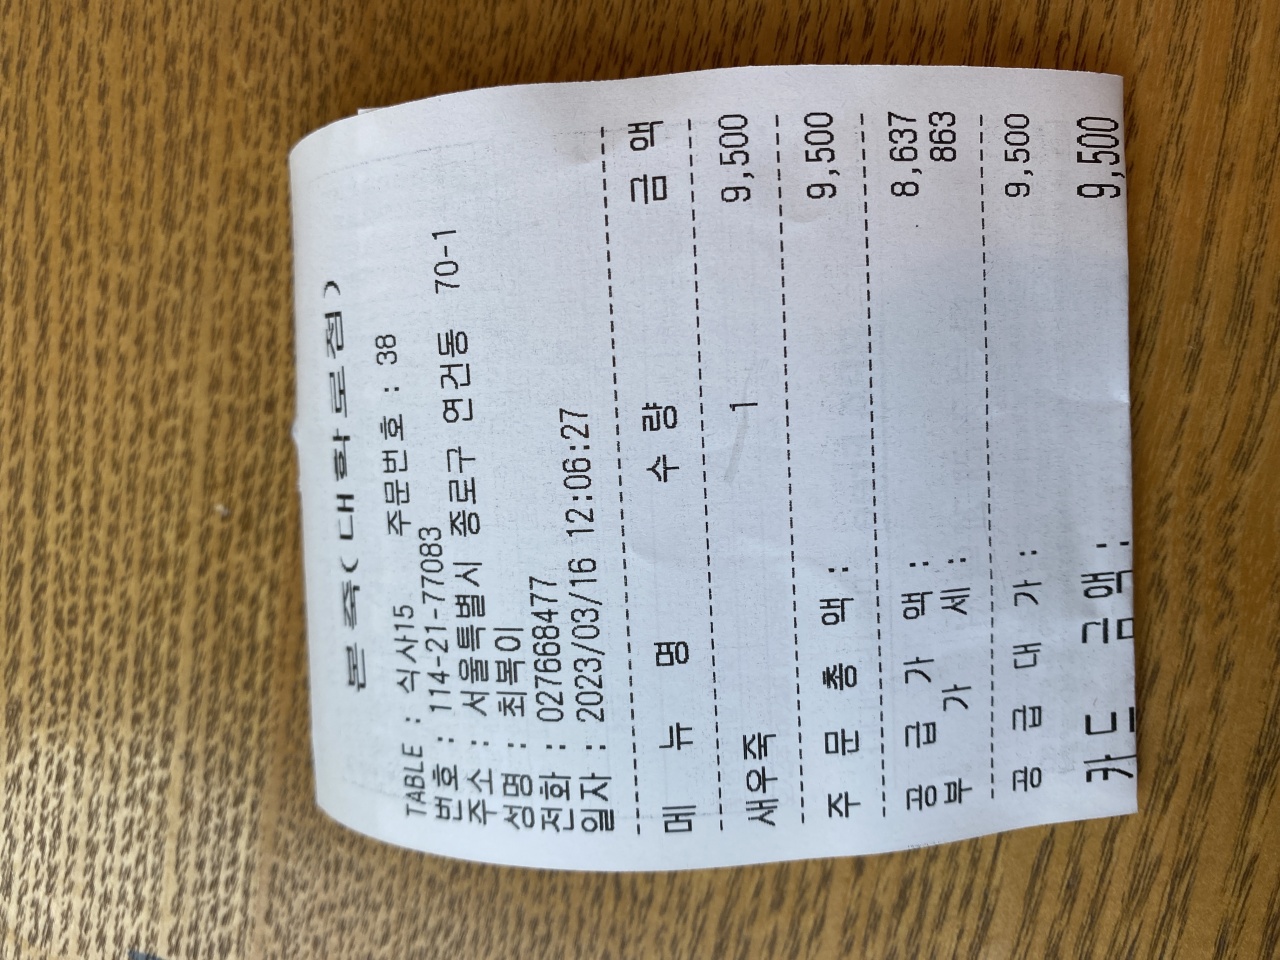 본죽(대학로점)
TABLE : 식사15 주문번호 : 38
번호 : 114-21-77083
주소 : 서울특별시 종로구 연건동 70-1
성명 : 최복이
전화 : 027668477
일자 : 2023/03/16 12:06:27
메 뉴 명 수 량 금 액
새우죽 1 9,500
주 문 총 액 : 9,500
공 급 가 액 : 8,637
부 가 세 : 863
공 급 대 가 : 9,500
카드 금액 : 9,500